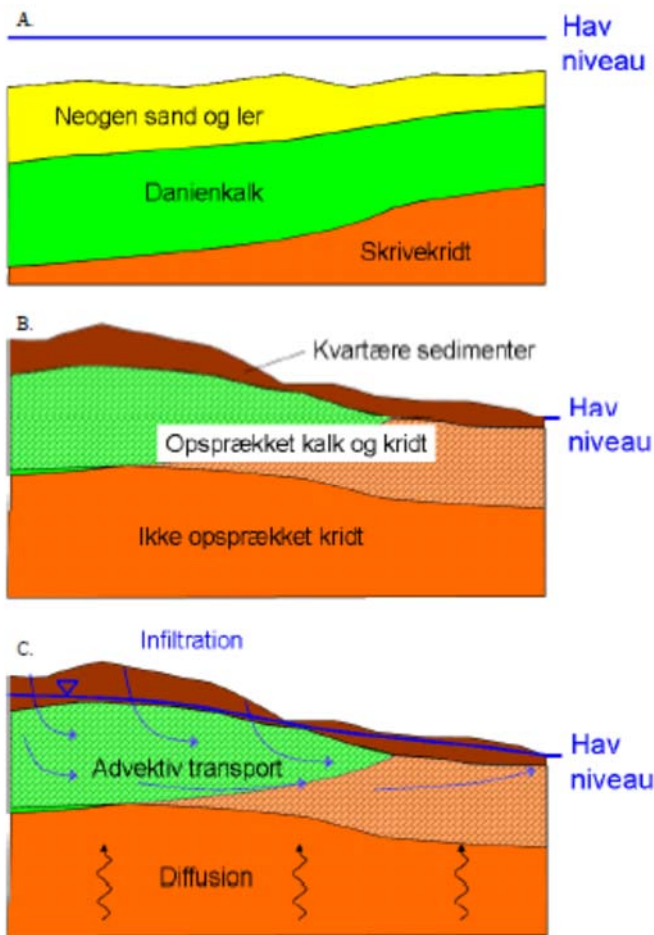 A.
Hav
niveau
Neogen sand og ler
Danienkalk
Skrivekridt
B.
Kvartære sedimenter
Hav
niveau
Opsprækket kalk og kridt
Ikke opsprækket kridt
C.
Infiltration
Hav
niveau
Advektiv transport
Diffusion